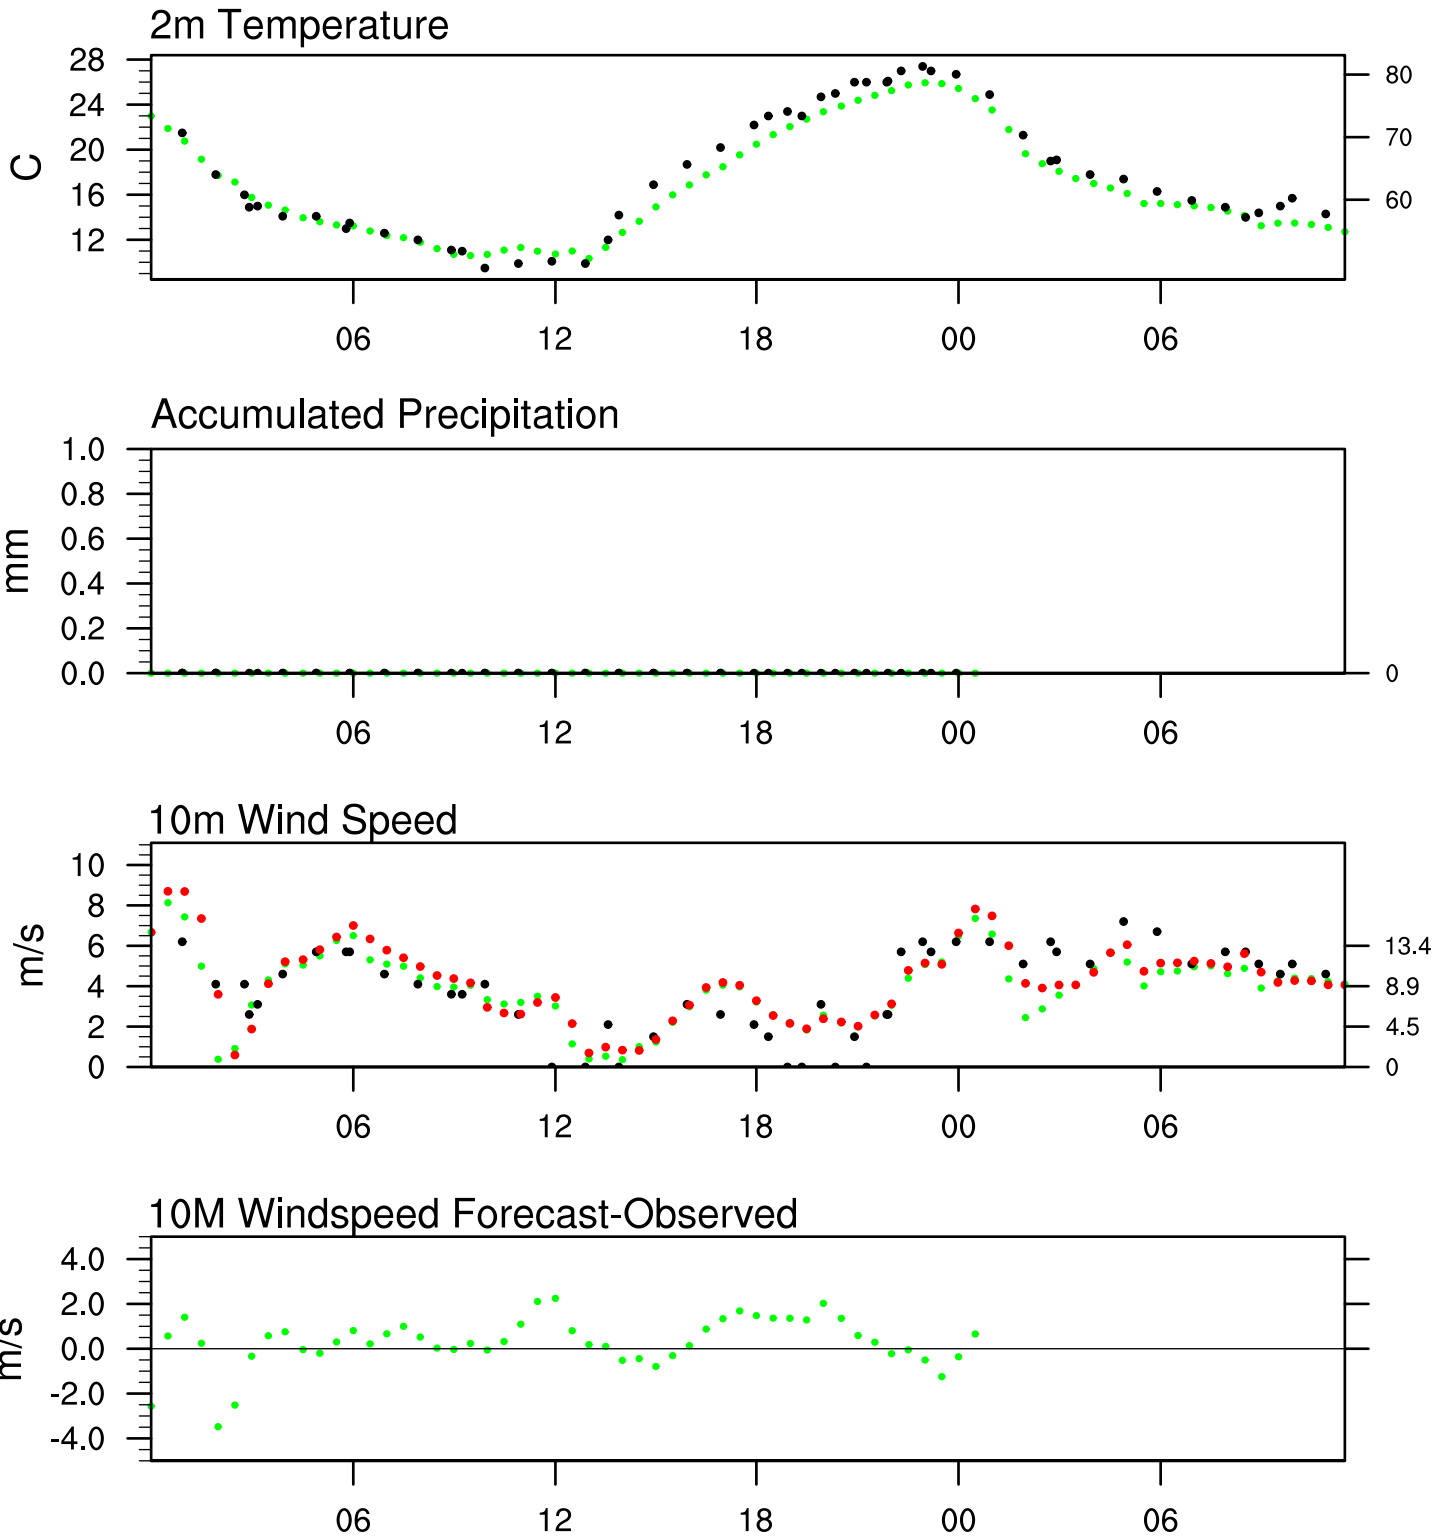 2m Temperature
28
24
20
16
12
C
80
70
60
06 12 18 00 06
Accumulated Precipitation
1.0
0.8
0.6
0.4
0.2
0.0
mm
0
06 12 18 00 06
10m Wind Speed
10
8
6
4
2
0
m/s
13.4
8.9
4.5
0
06 12 18 00 06
10M Windspeed Forecast-Observed
4.0
2.0
0.0
-2.0
-4.0
m/s
06 12 18 00 06